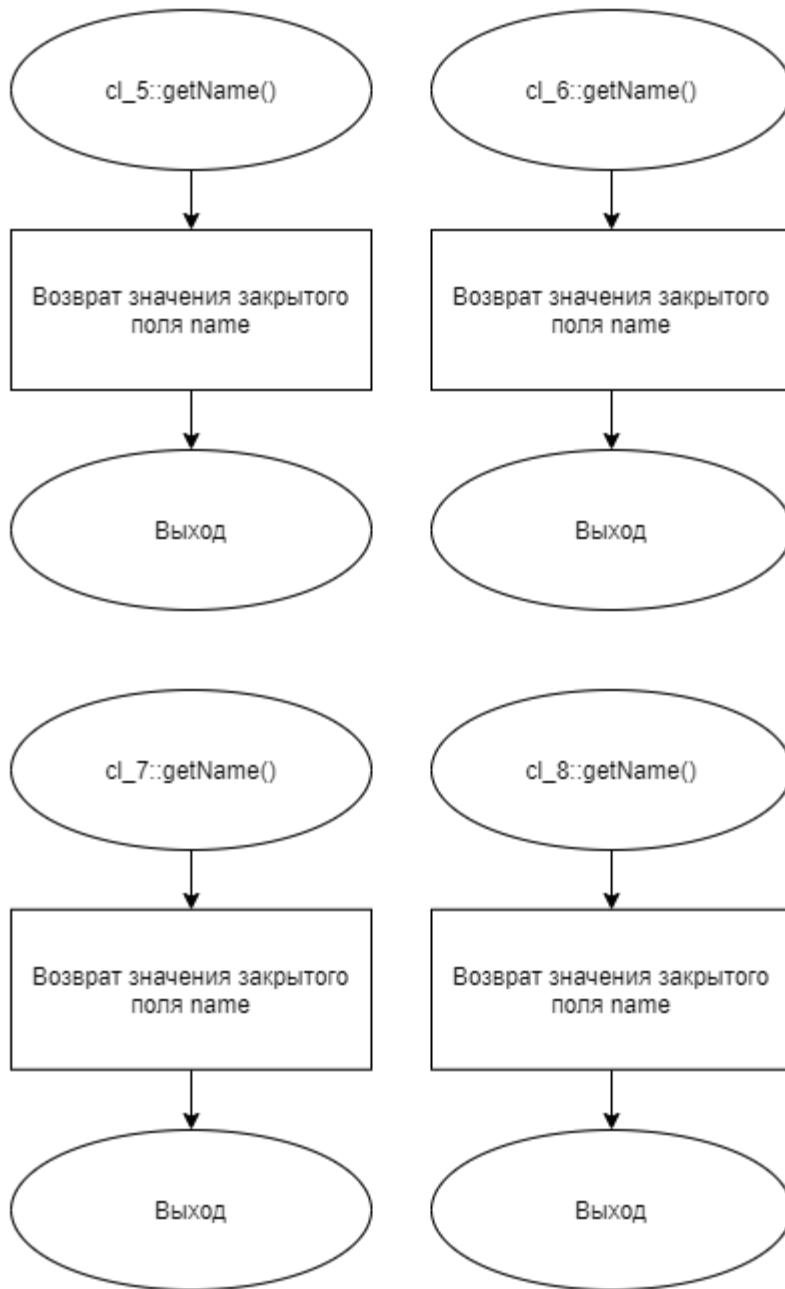 cl_5::getName()
cl_6::getName()
Возврат значения закрытого
поля name
Возврат значения закрытого
поля name
Выход
Выход
cl_7::getName()
cl_8::getName()
Возврат значения закрытого
поля name
Возврат значения закрытого
поля name
Выход
Выход